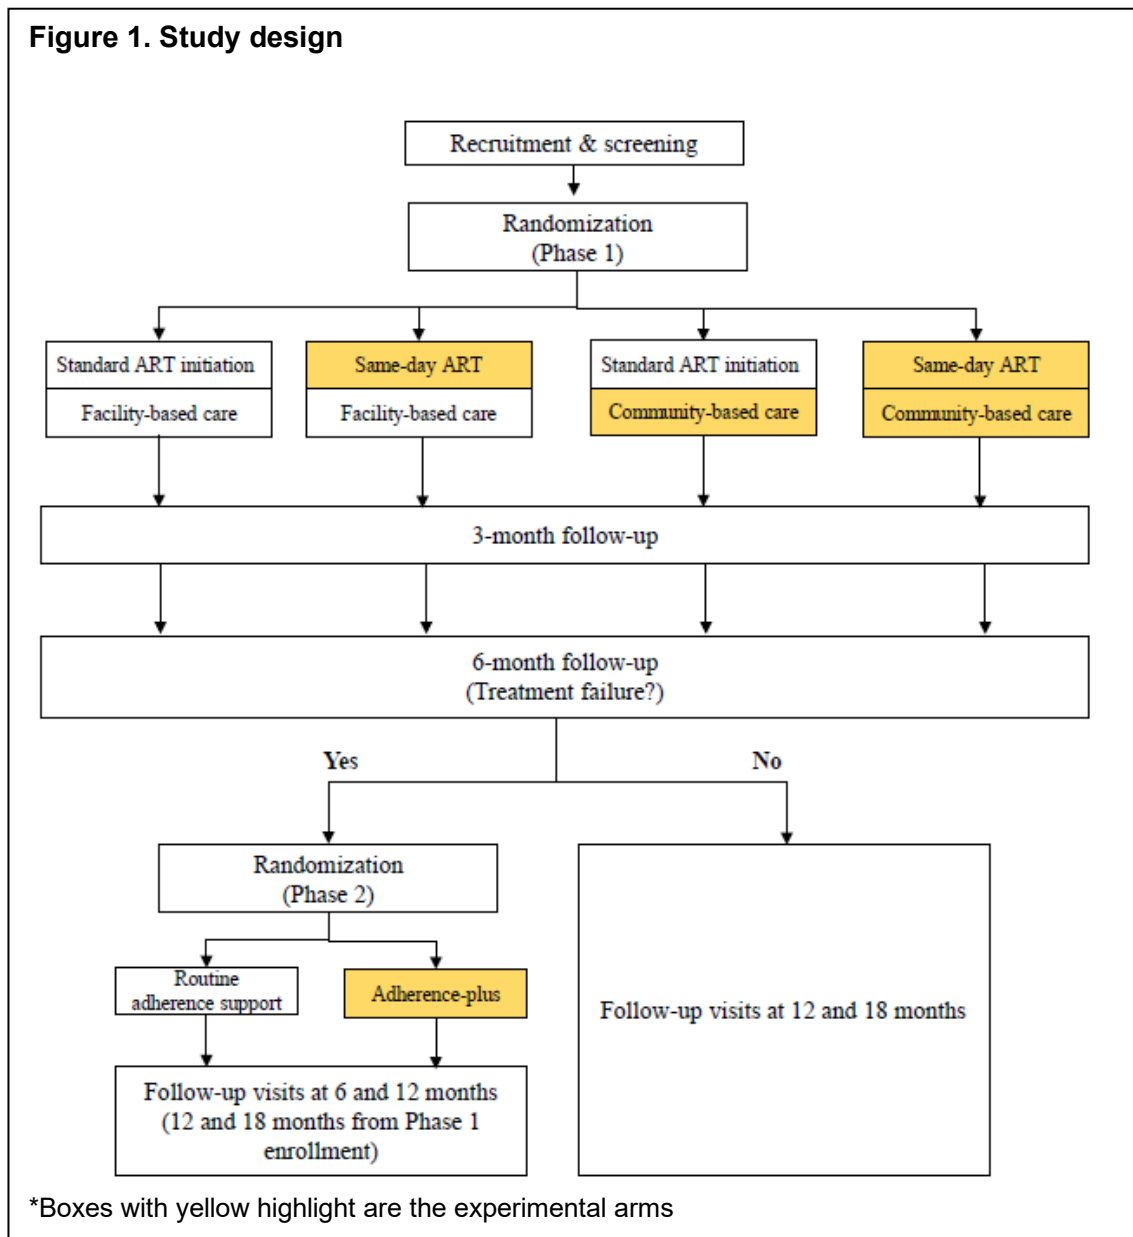 Figure 1. Study design
Recruitment & screening
Randomization
(Phase 1)
Standard ART initiation
Facility-based care
Same-day ART
Facility-based care
Standard ART initiation
Community-based care
Same-day ART
Community-based care
3-month follow-up
6-month follow-up
(Treatment failure?)
Yes
No
Randomization
(Phase 2)
Routine
adherence support
Adherence-plus
Follow-up visits at 6 and 12 months
(12 and 18 months from Phase 1
enrollment)
Follow-up visits at 12 and 18 months
*Boxes with yellow highlight are the experimental arms